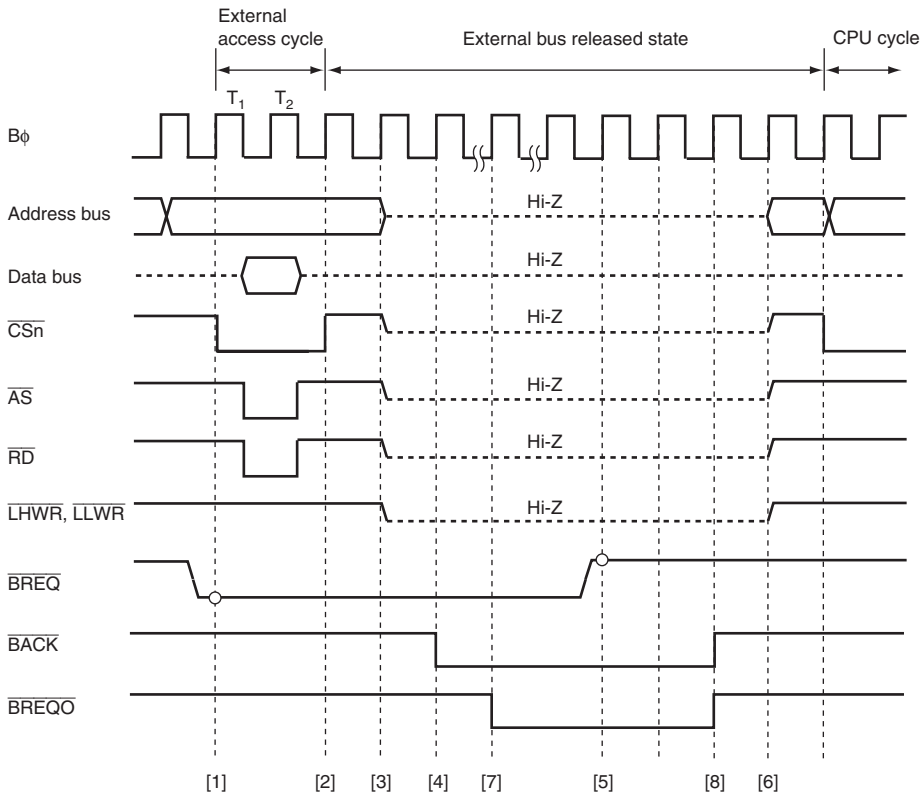 External
access cycle
External bus released state
CPU cycle
T1 T2
Bφ
Address bus
Hi-Z
Data bus
Hi-Z
CSn
Hi-Z
AS
Hi-Z
RD
Hi-Z
LHWR, LLWR
Hi-Z
BREQ
BACK
BREQO
[1] [2] [3] [4] [7] [5] [8] [6]